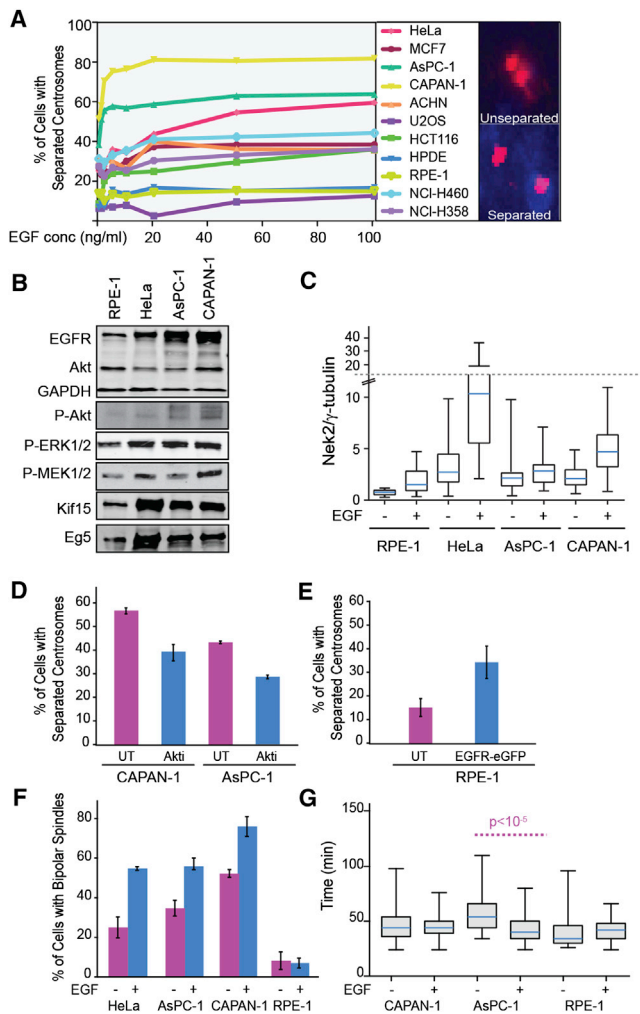 A
% of Cells with
Separated Centrosomes
100
80
60
40
20
0
20
40
60
80
100
EGF conc (ng/ml)
HeLa
MCF7
AsPC-1
CAPAN-1
ACHN
U2OS
HCT116
HPDE
RPE-1
NCI-H460
NCI-H358
Unseparated
Separated
B
RPE-1
HeLa
AsPC-1
CAPAN-1
EGFR
Akt
GAPDH
P-Akt
P-ERK1/2
P-MEK1/2
Kif15
Eg5
C
Nek2/γ-tubulin
40
30
20
10
5
0
EGF - + - + - + - +
RPE-1 HeLa AsPC-1 CAPAN-1
D
% of Cells with
Separated Centrosomes
60
50
40
30
20
10
0
UT Akti UT Akti
CAPAN-1 AsPC-1
E
% of Cells with
Separated Centrosomes
60
50
40
30
20
10
0
UT EGFR-eGFP
RPE-1
F
% of Cells with Bipolar Spindles
80
60
40
20
0
EGF - + - + - + - +
HeLa AsPC-1 CAPAN-1 RPE-1
G
Time (min)
150
100
50
0
p<10-5
EGF - + - + - +
CAPAN-1 AsPC-1 RPE-1